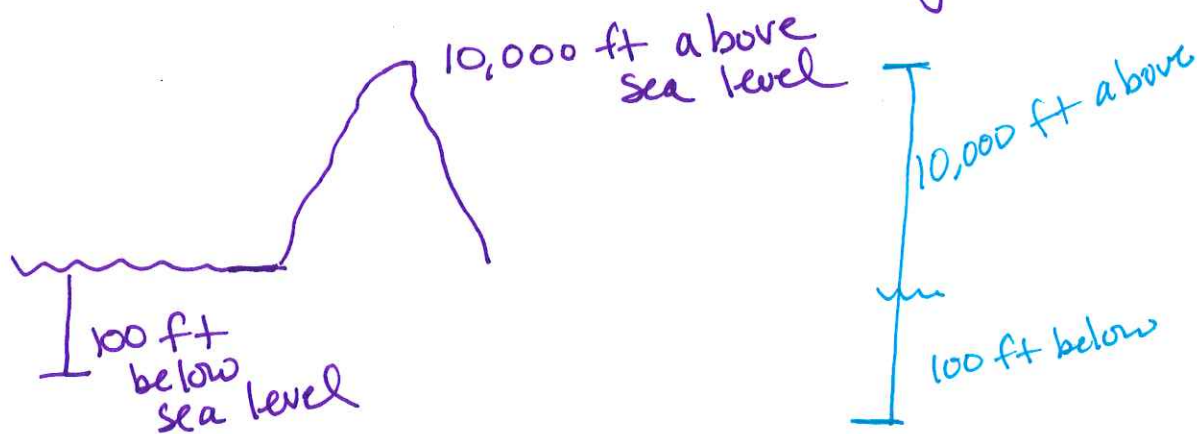 10,000 ft above
sea level
100 ft
below
sea level
10,000 ft above
100 ft below